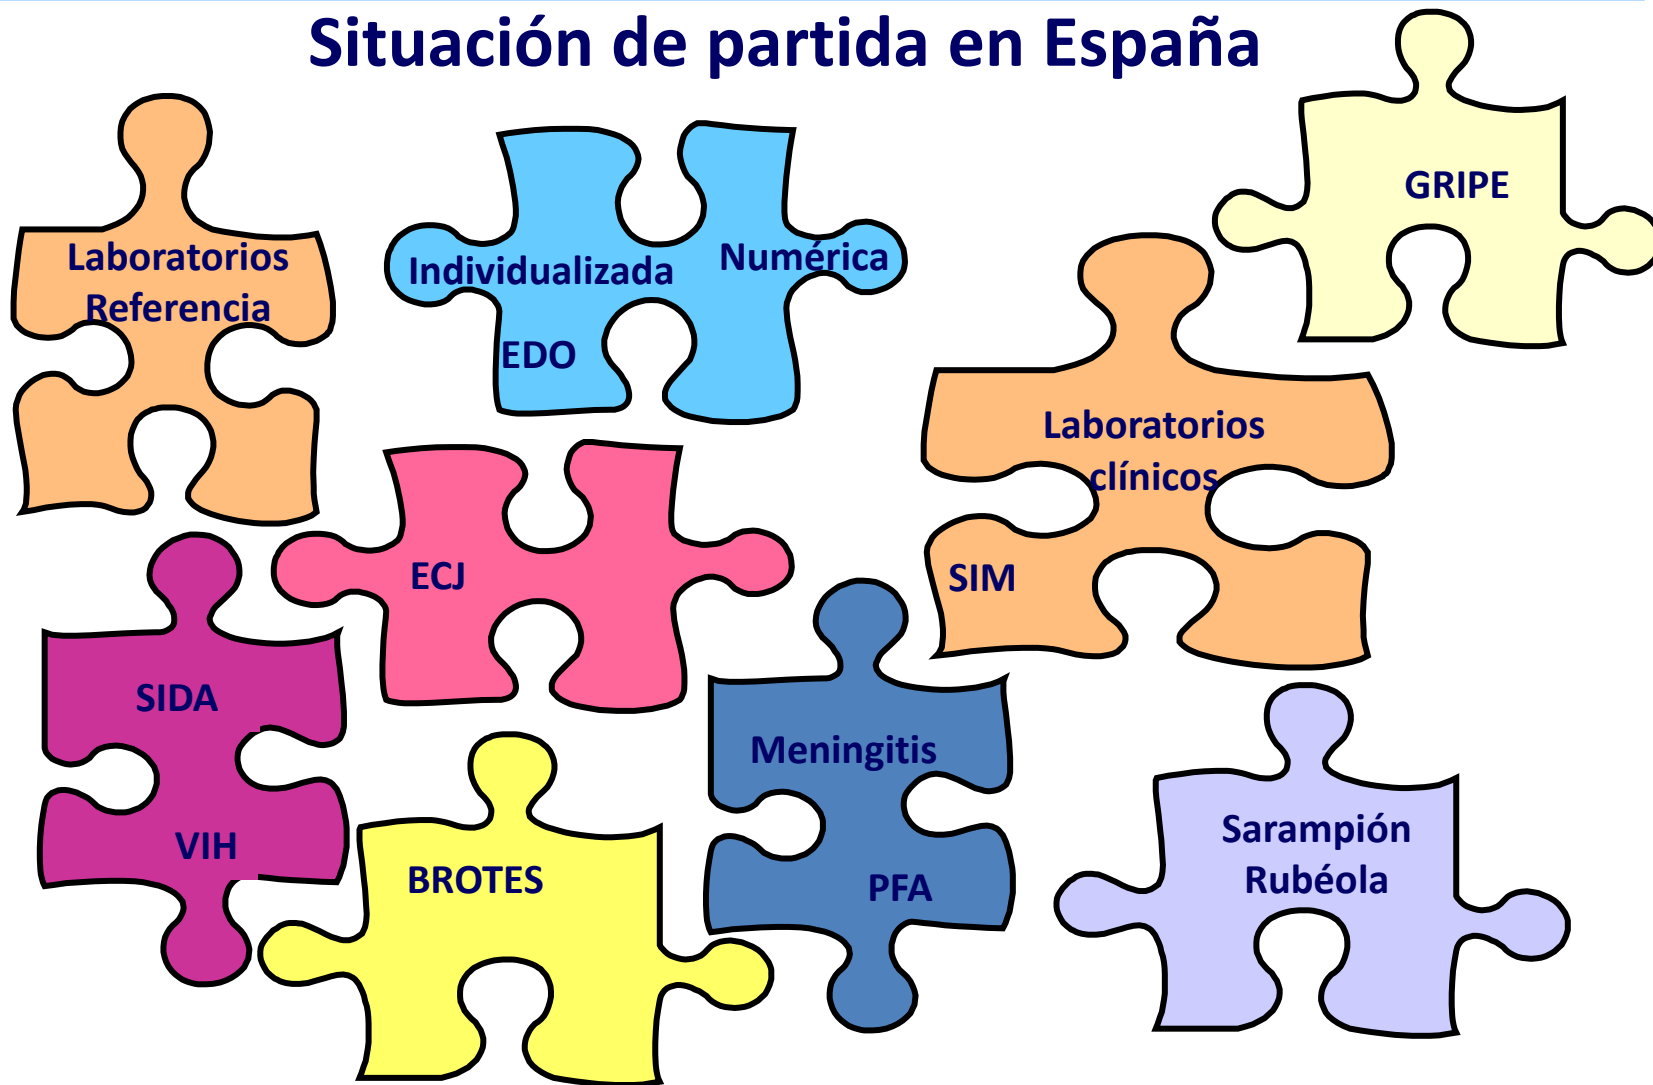 Situación de partida en España
GRIPE
Laboratorios
Referencia
Individualizada
Numérica
EDO
Laboratorios
clínicos
SIM
ECJ
SIDA
VIH
Meningitis
PFA
BROTES
Sarampión
Rubéola